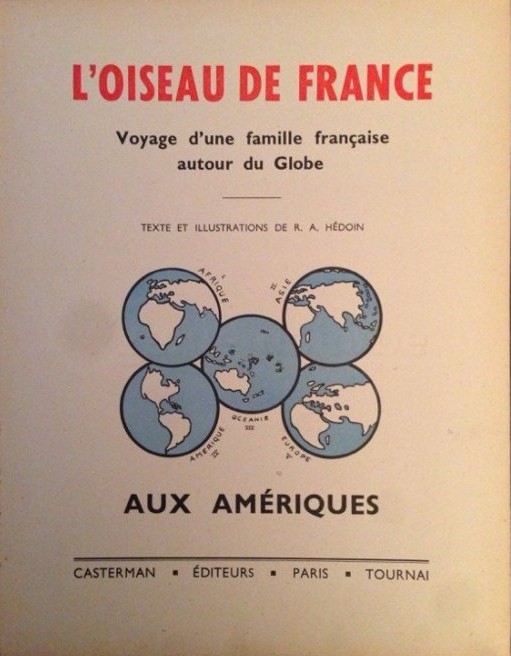 L'OISEAU DE FRANCE
Voyage d'une famille française
autour du Globe
TEXTE ET ILLUSTRATIONS DE R. A. HÉDOIN
AFRIQUE I
II ASIE
OCEANIE III
AMÉRIQUE IV
EUROPE V
AUX AMÉRIQUES
CASTERMAN ▪ ÉDITEURS ▪ PARIS ▪ TOURNAI